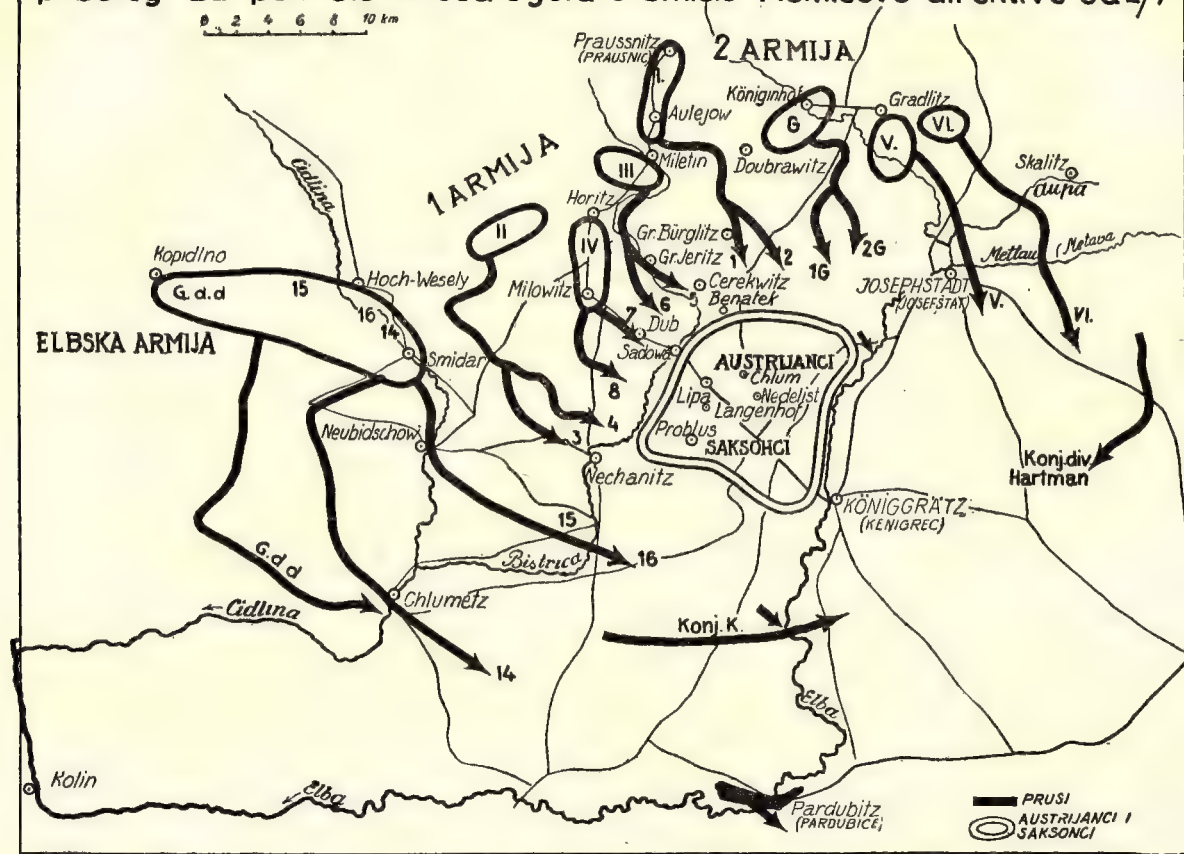 0 2 4 6 8 10 km
Praussnitz
(PRAUSNIC)
2 ARMIJA
I.
Königinhof
Gradlitz
Aulejow
G
V.
VI.
1 ARMIJA
Miletin
Doubrawitz
Skalitz
III
Aupa
Cidlina
Horitz
II
IV
Gr.Bürglitz
1
2
1G
2G
Mettau (Metava)
Kopidlno
Gr.Jeritz
G.d.d
15
Hoch-Wesely
Cerekwitz
JOSEPHSTADT
(JOSEFŠTAT)
Milowitz
6
5
Benatek
V.
16
14
7
Dub
VI.
ELBSKA ARMIJA
Smidar
Sadowa
AUSTRIJANCI
Chlum
8
Lipa
Nedelist
Langenhof
4
Problus
Neubidschow
3
SAKSONCI
Nechanitz
Konj.div.
Hartman
KÖNIGGRÄTZ
(KENIGREC)
15
16
G.d.d
Bistrica
Chlumetz
Cidlina
Konj. K.
14
Elba
Kolin
Elba
Pardubitz
(PARDUBICE)
PRUSI
AUSTRIJANCI I
SAKSONCI